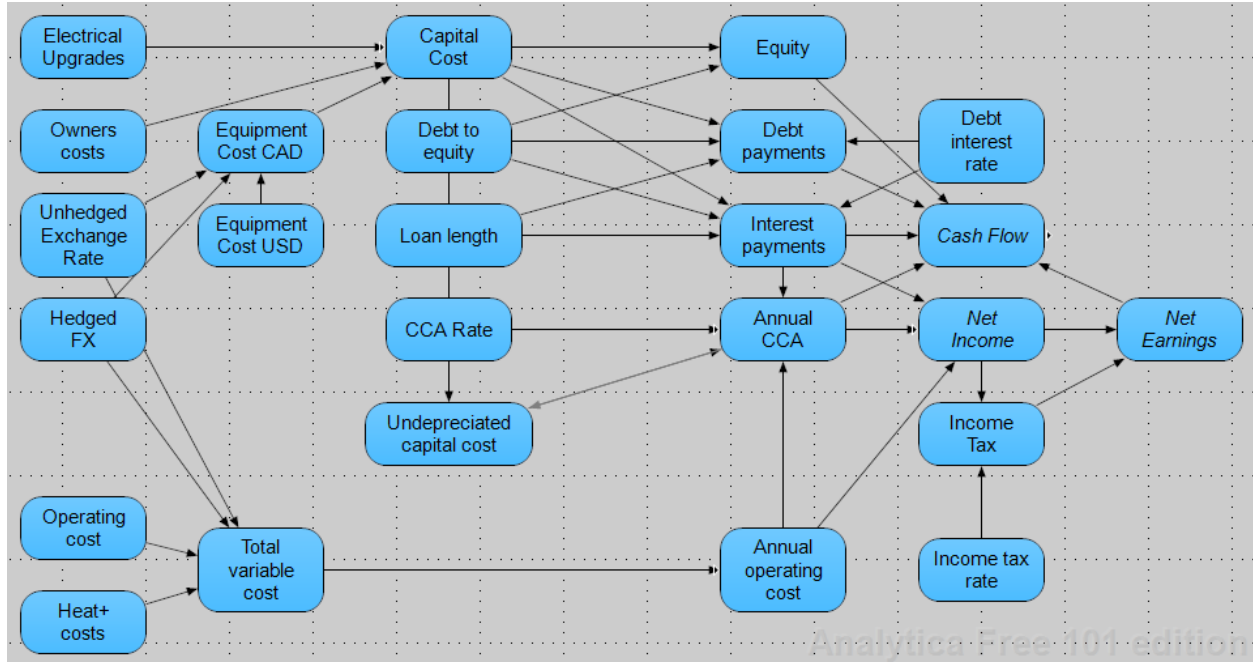 Electrical
Upgrades
Capital
Cost
Equity
Owners
costs
Equipment
Cost CAD
Debt to
equity
Debt
payments
Debt
interest
rate
Unhedged
Exchange
Rate
Equipment
Cost USD
Loan length
Interest
payments
Cash Flow
Hedged
FX
CCA Rate
Annual
CCA
Net
Income
Net
Earnings
Undepreciated
capital cost
Income
Tax
Operating
cost
Total
variable
cost
Annual
operating
cost
Income tax
rate
Heat+
costs
Analytica Free 101 edition